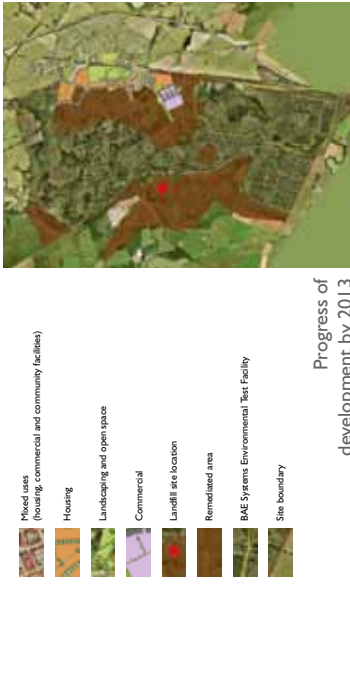 Mixed uses
(housing, commercial and community facilities)
Housing
Landscaping and open space
Commercial
Landfill site location
Remediated area
BAE Systems Environmental Test Facility
Site boundary
Progress of
development by 2013